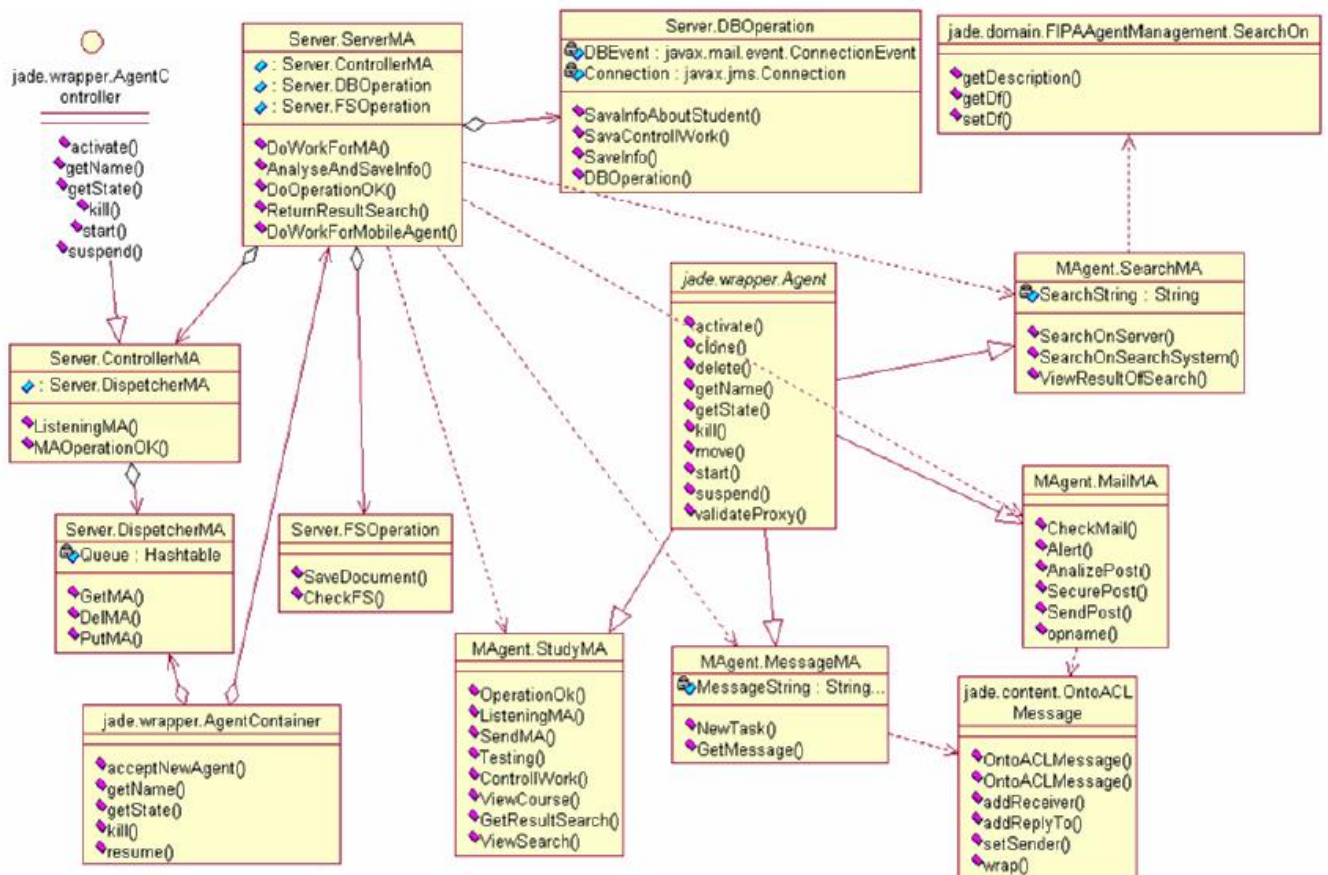 jade.wrapper.AgentC
ontroller
activate()
getName()
getState()
kill()
start()
suspend()
Server.ServerMA
: Server.ControllerMA
: Server.DBOperation
: Server.FSOperation
DoWorkForMA()
AnalyseAndSaveInfo()
DoOperationOK()
ReturnResultSearch()
DoWorkForMobileAgent()
Server.DBOperation
DBEvent : javax.mail.event.ConnectionEvent
Connection : javax.jms.Connection
SavaInfoAboutStudent()
SavaControllWork()
SaveInfo()
DBOperation()
jade.domain.FIPAAgentManagement.SearchOn
getDescription()
getDf()
setDf()
MAgent.SearchMA
SearchString : String
SearchOnServer()
SearchOnSearchSystem()
ViewResultOfSearch()
jade.wrapper.Agent
activate()
clone()
delete()
getName()
getState()
kill()
move()
start()
suspend()
validateProxy()
Server.ControllerMA
: Server.DispetcherMA
ListeningMA()
MAOperationOK()
Server.DispetcherMA
Queue : Hashtable
GetMA()
DelMA()
PutMA()
Server.FSOperation
SaveDocument()
CheckFS()
MAgent.MailMA
CheckMail()
Alert()
AnalizePost()
SecurePost()
SendPost()
opname()
MAgent.StudyMA
OperationOk()
ListeningMA()
SendMA()
Testing()
ControllWork()
ViewCourse()
GetResultSearch()
ViewSearch()
MAgent.MessageMA
MessageString : String...
NewTask()
GetMessage()
jade.content.OntoACL
Message
OntoACLMessage()
OntoACLMessage()
addReceiver()
addReplyTo()
setSender()
wrap()
jade.wrapper.AgentContainer
acceptNewAgent()
getName()
getState()
kill()
resume()